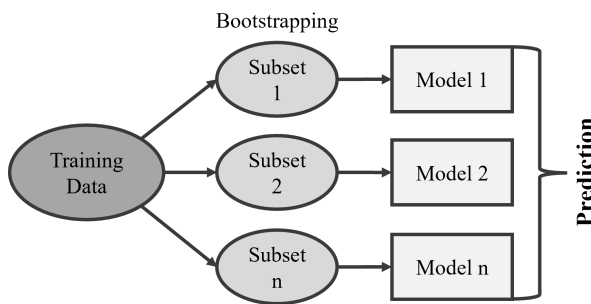 Bootstrapping
Subset
1
Model 1
Training
Data
Subset
2
Model 2
Prediction
Subset
n
Model n